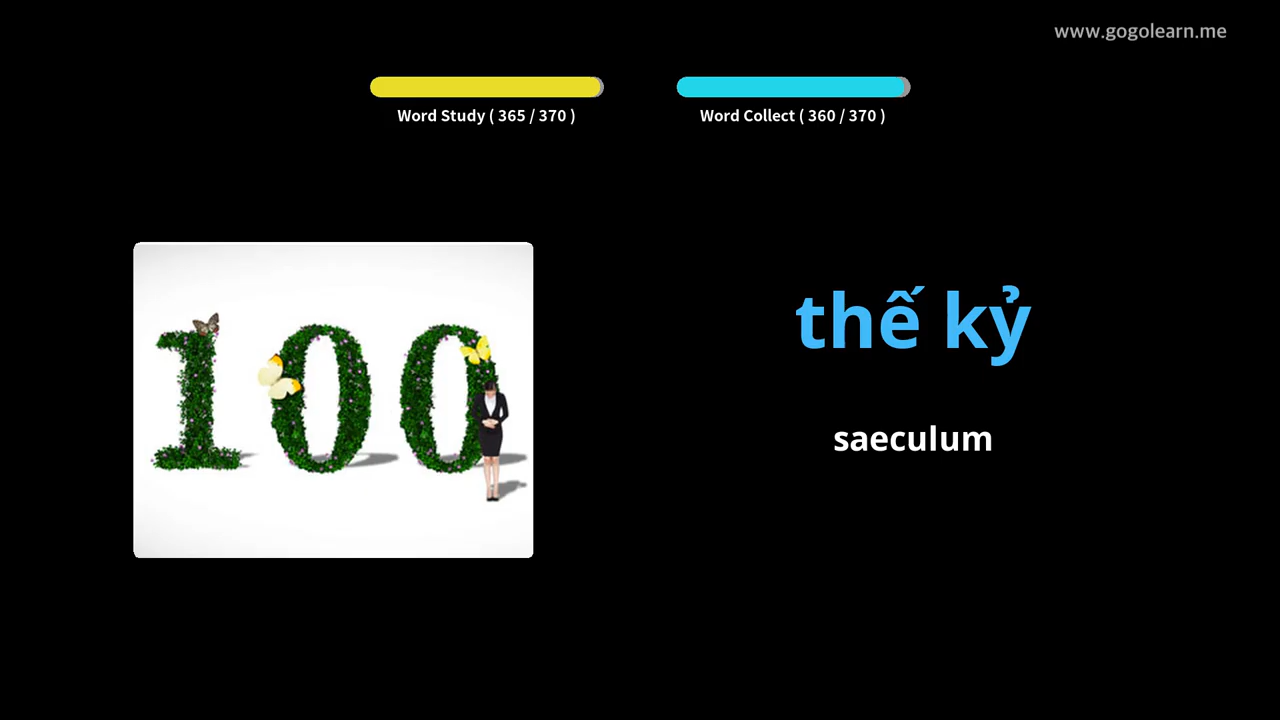 www.gogolearn.me
Word Study ( 365 / 370 )
Word Collect ( 360 / 370 )
100
thế kỷ
saeculum